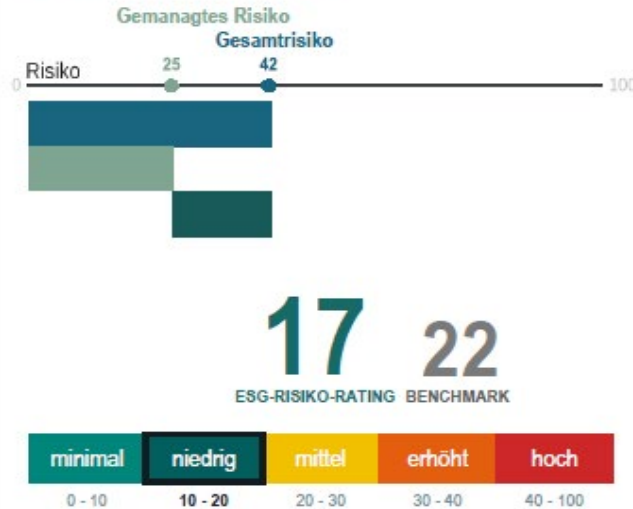 Gemanagtes Risiko
Gesamtrisiko
25 42
Risiko
0 100
17 22
ESG-RISIKO-RATING BENCHMARK
minimal niedrig mittel erhöht hoch
0 - 10 10 - 20 20 - 30 30 - 40 40 - 100